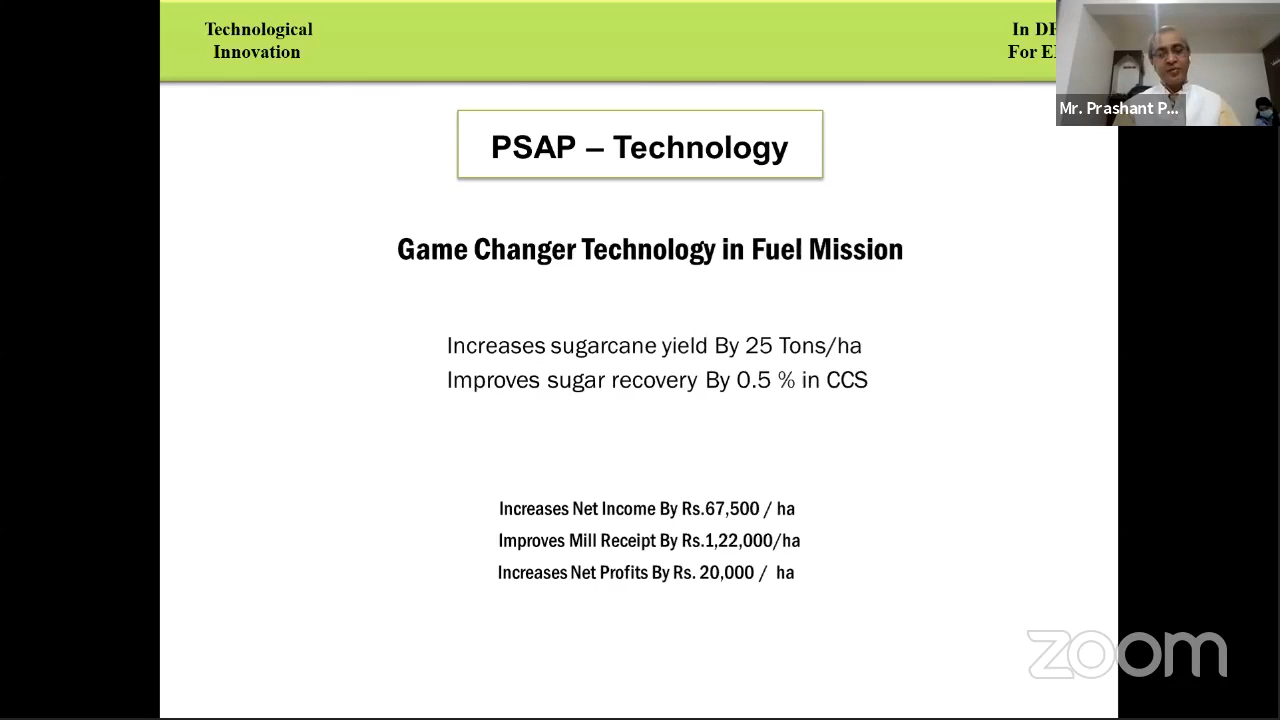 Technological
Innovation
In
For
Mr. Prashant P...
PSAP – Technology
Game Changer Technology in Fuel Mission
Increases sugarcane yield By 25 Tons/ha
Improves sugar recovery By 0.5 % in CCS
Increases Net Income By Rs.67,500 / ha
Improves Mill Receipt By Rs.1,22,000/ha
Increases Net Profits By Rs. 20,000 / ha
zoom